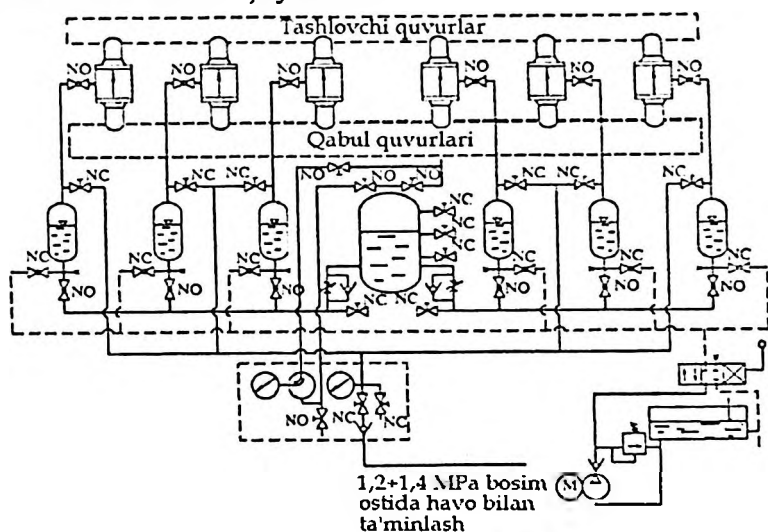 Tashlovchi quvurlar
NO NO NO NO NO NO
Qabul quvurlari
NO NO NO
NC NC NC NC NC NC NC
NC
NC
NC NC NC NC NC NC
NO NO NO NO NO NO
NC NC
NO NC NC
M
1,2+1,4 MPa bosim
ostida havo bilan
ta'minlash